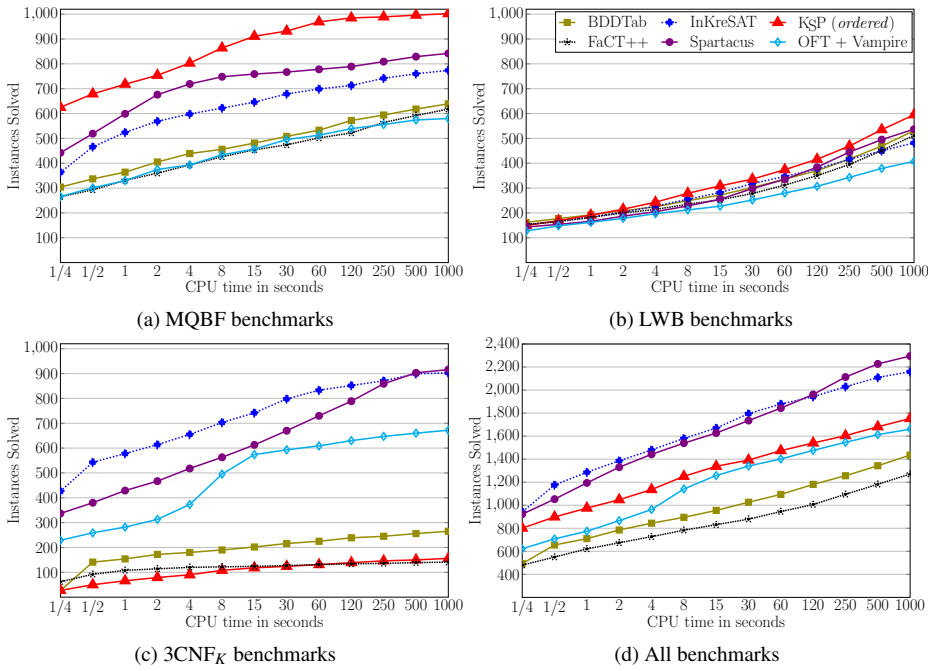 1,000
900
800
700
600
500
400
300
200
100
Instances Solved
1/4 1/2 1 2 4 8 15 30 60 120 250 500 1000
CPU time in seconds
(a) MQBF benchmarks
BDDTab InKreSAT KSP (ordered)
FaCT++ Spartacus OFT + Vampire
1,000
900
800
700
600
500
400
300
200
100
Instances Solved
1/4 1/2 1 2 4 8 15 30 60 120 250 500 1000
CPU time in seconds
(b) LWB benchmarks
1,000
900
800
700
600
500
400
300
200
100
Instances Solved
1/4 1/2 1 2 4 8 15 30 60 120 250 500 1000
CPU time in seconds
(c) 3CNFK benchmarks
2,400
2,200
2,000
1,800
1,600
1,400
1,200
1,000
800
600
400
Instances Solved
1/4 1/2 1 2 4 8 15 30 60 120 250 500 1000
CPU time in seconds
(d) All benchmarks